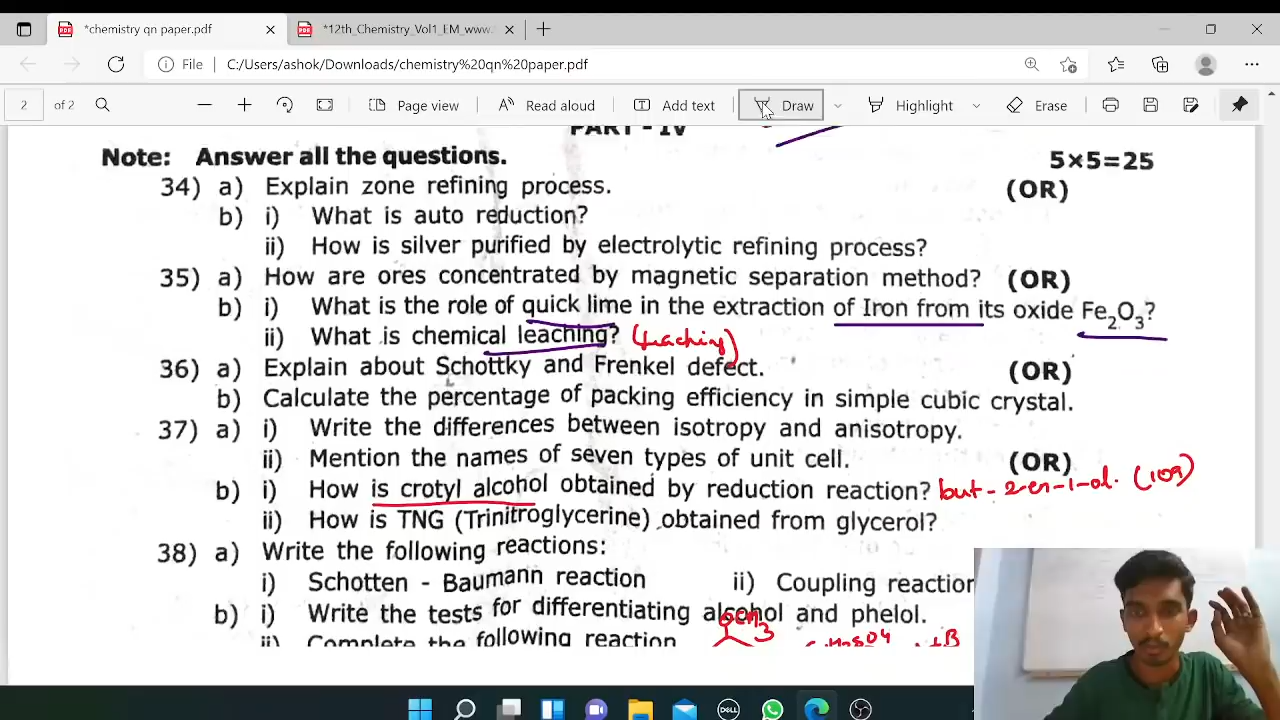 *chemistry qn paper.pdf
*12th_Chemistry_Vol1_EM_www.
File C:/Users/ashok/Downloads/chemistry%20qn%20paper.pdf
2 of 2 Page view Read aloud Add text Draw Highlight Erase
PART - IV
Note: Answer all the questions. 5×5=25
34) a) Explain zone refining process. (OR)
b) i) What is auto reduction?
ii) How is silver purified by electrolytic refining process?
35) a) How are ores concentrated by magnetic separation method? (OR)
b) i) What is the role of quick lime in the extraction of Iron from its oxide Fe2O3?
ii) What is chemical leaching? (leaching)
36) a) Explain about Schottky and Frenkel defect. (OR)
b) Calculate the percentage of packing efficiency in simple cubic crystal.
37) a) i) Write the differences between isotropy and anisotropy.
ii) Mention the names of seven types of unit cell. (OR)
b) i) How is crotyl alcohol obtained by reduction reaction? but-2-en-1-ol. (109)
ii) How is TNG (Trinitroglycerine) obtained from glycerol?
38) a) Write the following reactions:
i) Schotten - Baumann reaction ii) Coupling reaction
b) i) Write the tests for differentiating alcohol and phelol.
ii) Complete the following reaction
OCH3
DELL